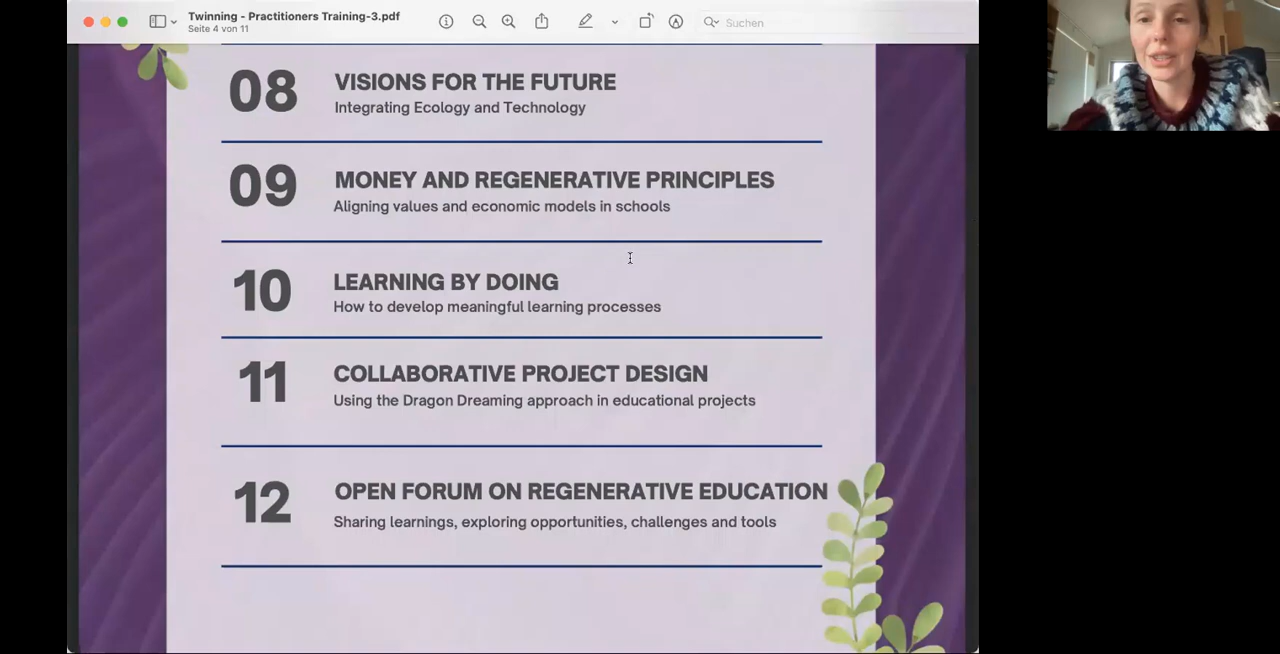 Twinning - Practitioners Training-3.pdf
Seite 4 von 11
Suchen
08
VISIONS FOR THE FUTURE
Integrating Ecology and Technology
09
MONEY AND REGENERATIVE PRINCIPLES
Aligning values and economic models in schools
10
LEARNING BY DOING
How to develop meaningful learning processes
11
COLLABORATIVE PROJECT DESIGN
Using the Dragon Dreaming approach in educational projects
12
OPEN FORUM ON REGENERATIVE EDUCATION
Sharing learnings, exploring opportunities, challenges and tools